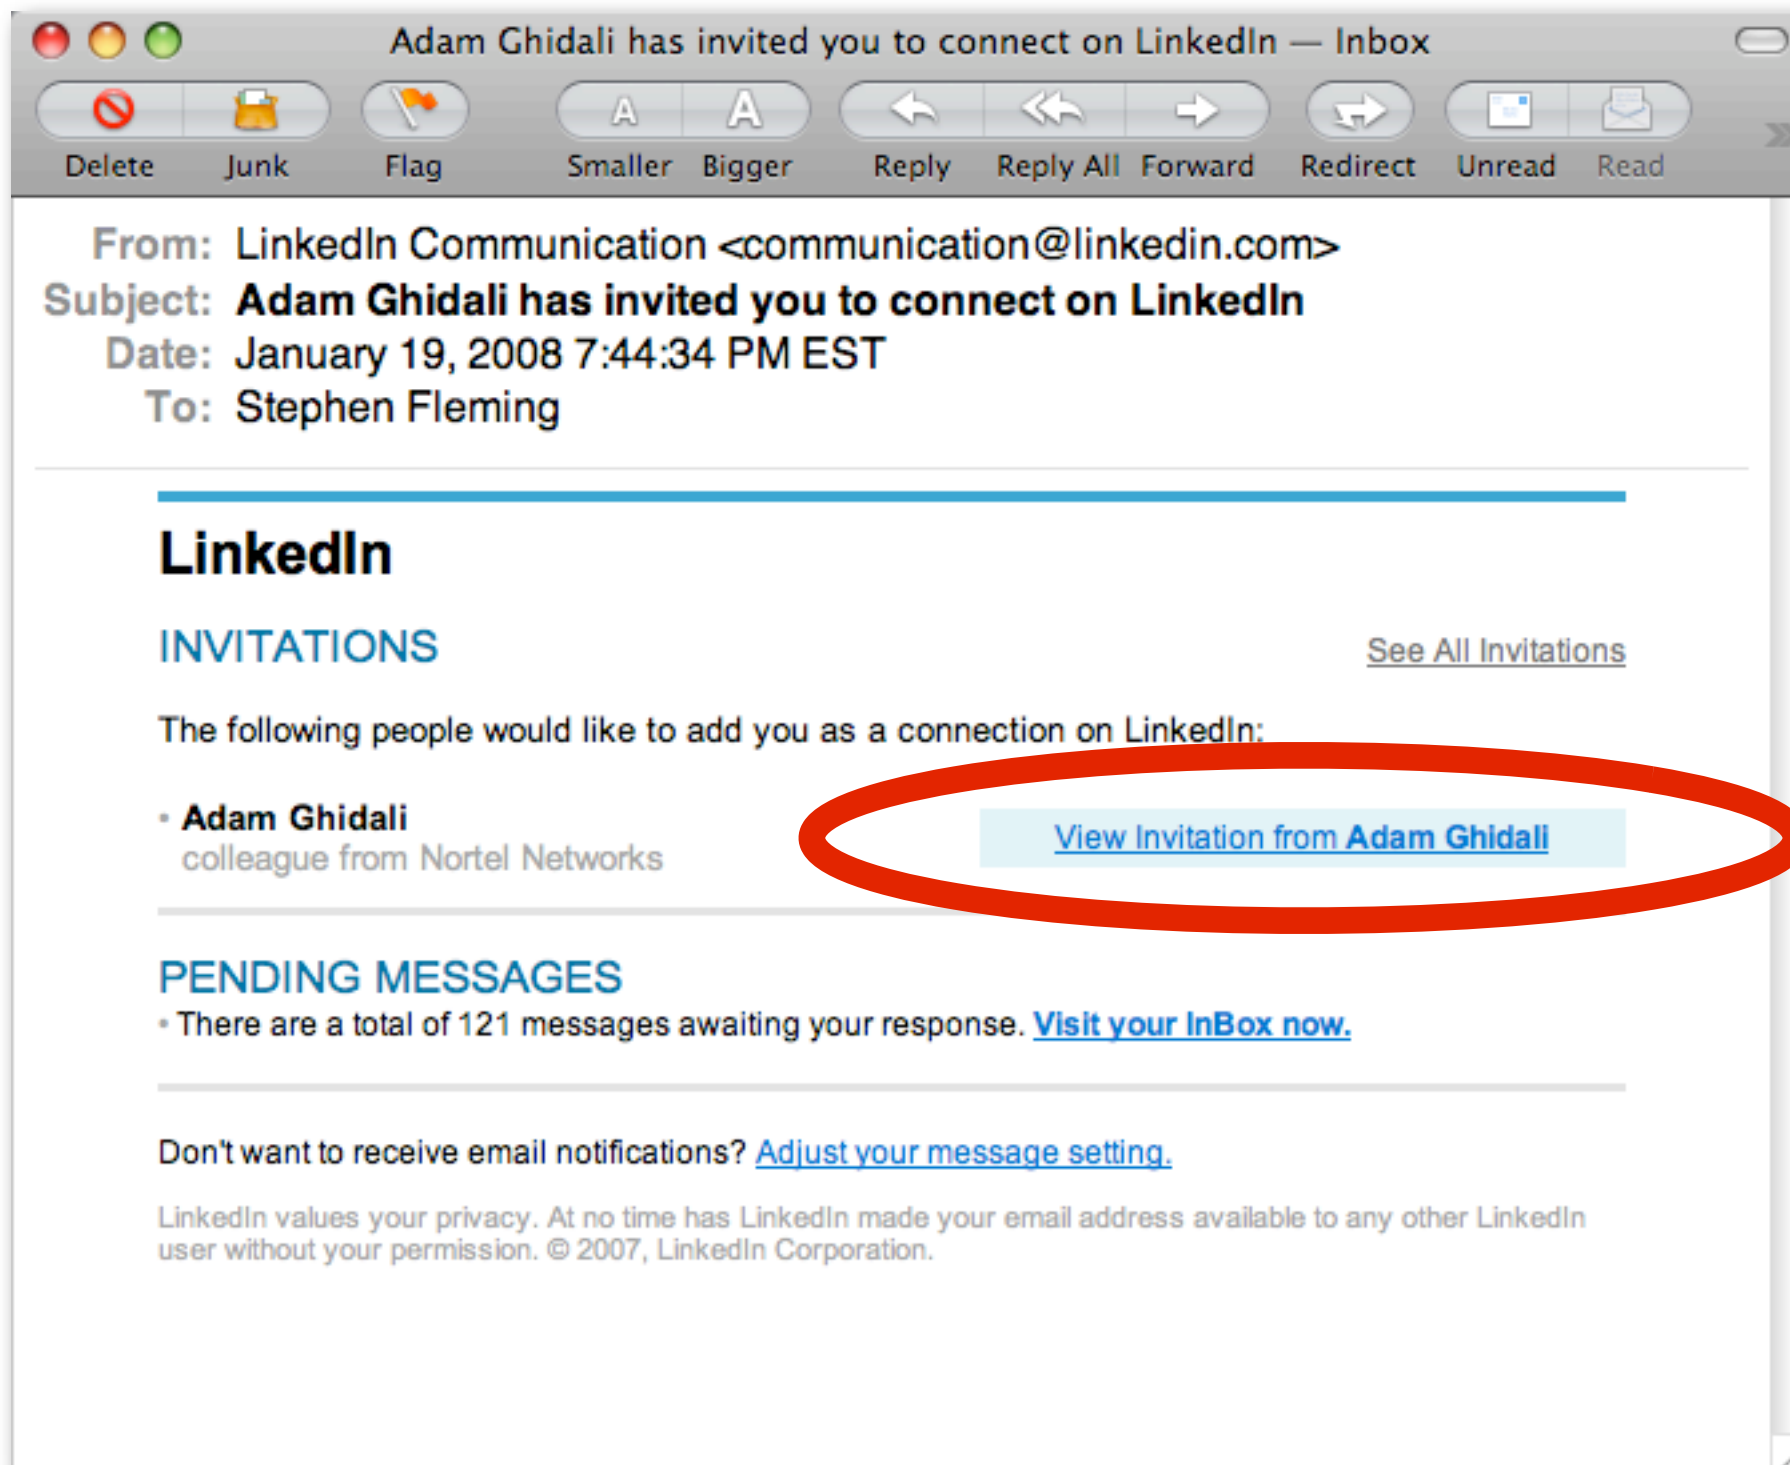 Adam Ghidali has invited you to connect on LinkedIn — Inbox
A A
Delete Junk Flag Smaller Bigger Reply Reply All Forward Redirect Unread Read
From: LinkedIn Communication <communication@linkedin.com>
Subject: Adam Ghidali has invited you to connect on LinkedIn
Date: January 19, 2008 7:44:34 PM EST
To: Stephen Fleming
LinkedIn
INVITATIONS See All Invitations
The following people would like to add you as a connection on LinkedIn:
• Adam Ghidali
colleague from Nortel Networks
View Invitation from Adam Ghidali
PENDING MESSAGES
• There are a total of 121 messages awaiting your response. Visit your InBox now.
Don't want to receive email notifications? Adjust your message setting.
LinkedIn values your privacy. At no time has LinkedIn made your email address available to any other LinkedIn
user without your permission. © 2007, LinkedIn Corporation.